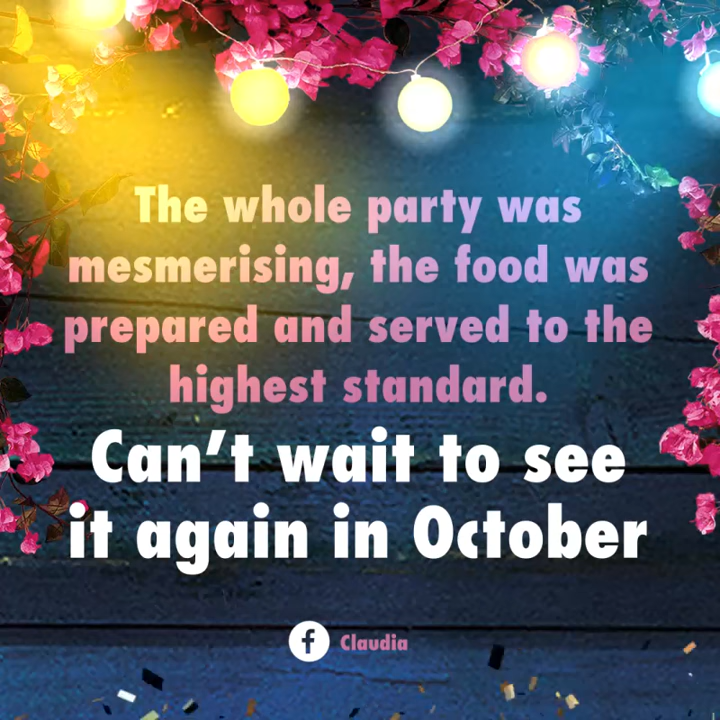 The whole party was
mesmerising, the food was
prepared and served to the
highest standard.
Can’t wait to see
it again in October
f Claudia